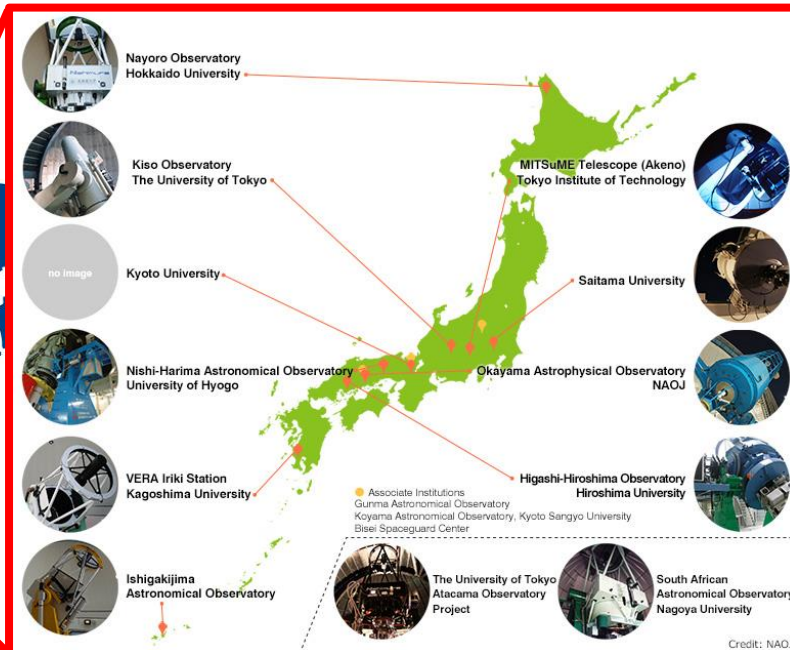 Nayoro Observatory
Hokkaido University
Kiso Observatory
The University of Tokyo
MITSuME Telescope (Akeno)
Tokyo Institute of Technology
no image
Kyoto University
Saitama University
Nishi-Harima Astronomical Observatory
University of Hyogo
Okayama Astrophysical Observatory
NAOJ
VERA Iriki Station
Kagoshima University
Higashi-Hiroshima Observatory
Hiroshima University
Associate Institutions
Gunma Astronomical Observatory
Koyama Astronomical Observatory, Kyoto Sangyo University
Bisei Spaceguard Center
Ishigakijima
Astronomical Observatory
The University of Tokyo
Atacama Observatory
Project
South African
Astronomical Observatory
Nagoya University
Credit: NAO